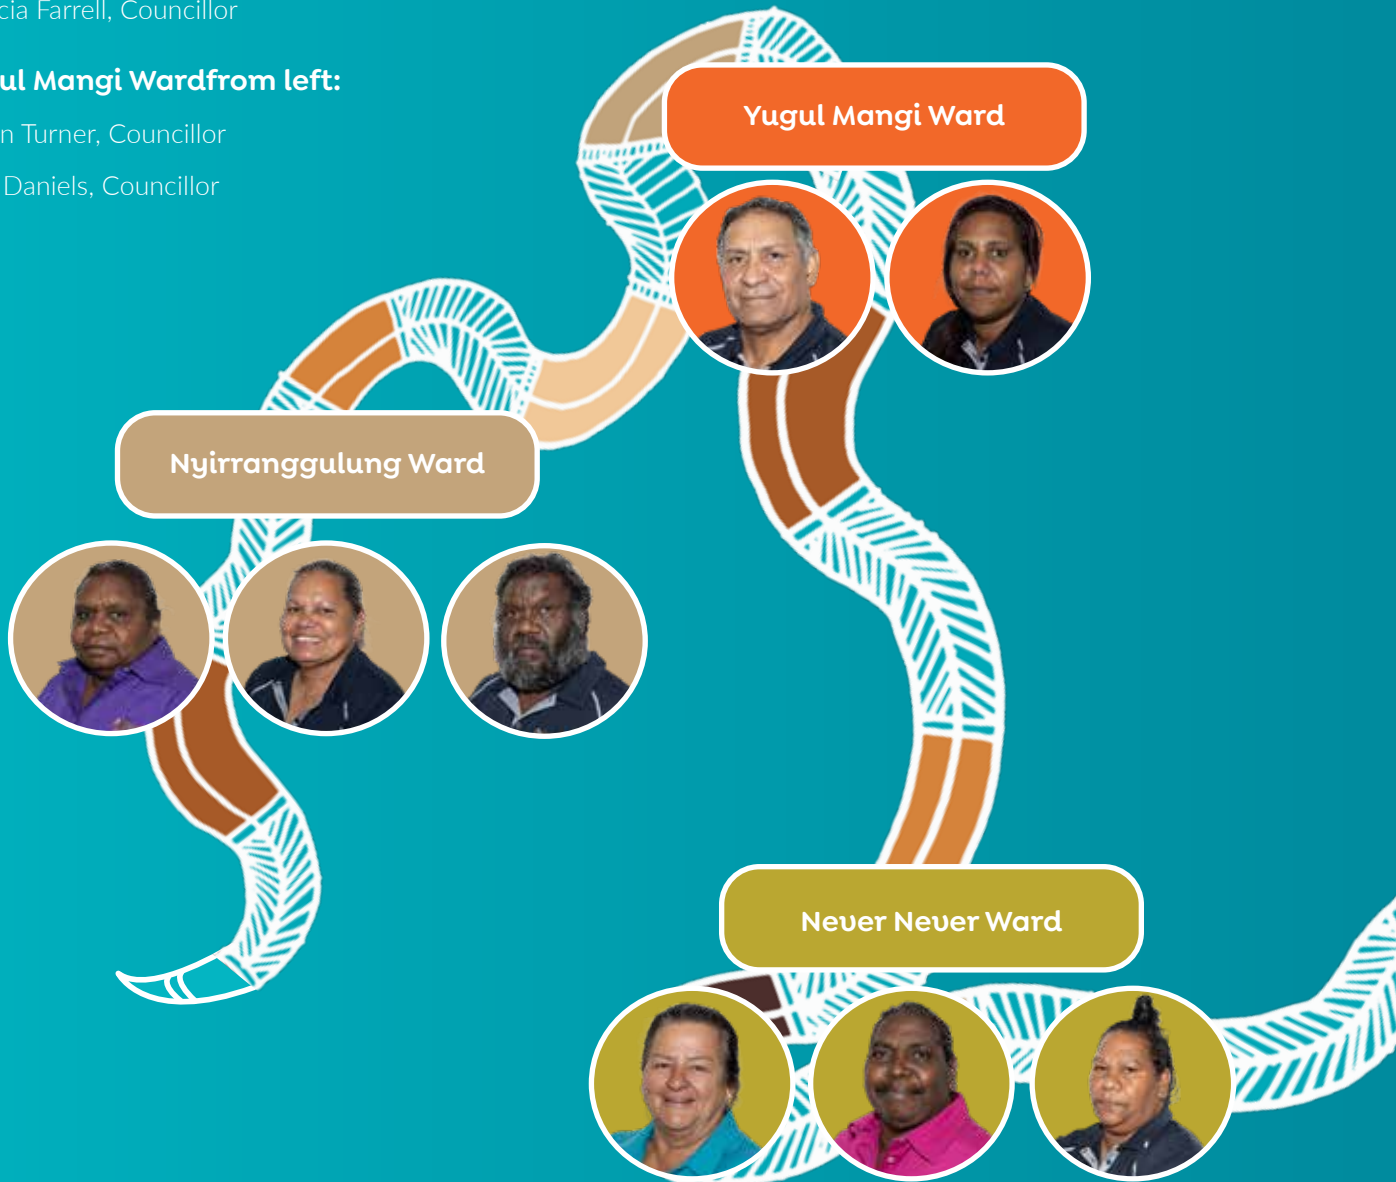 cia Farrell, Councillor
ul Mangi Wardfrom left:
n Turner, Councillor
Daniels, Councillor
Yugul Mangi Ward
Nyirranggulung Ward
Never Never Ward